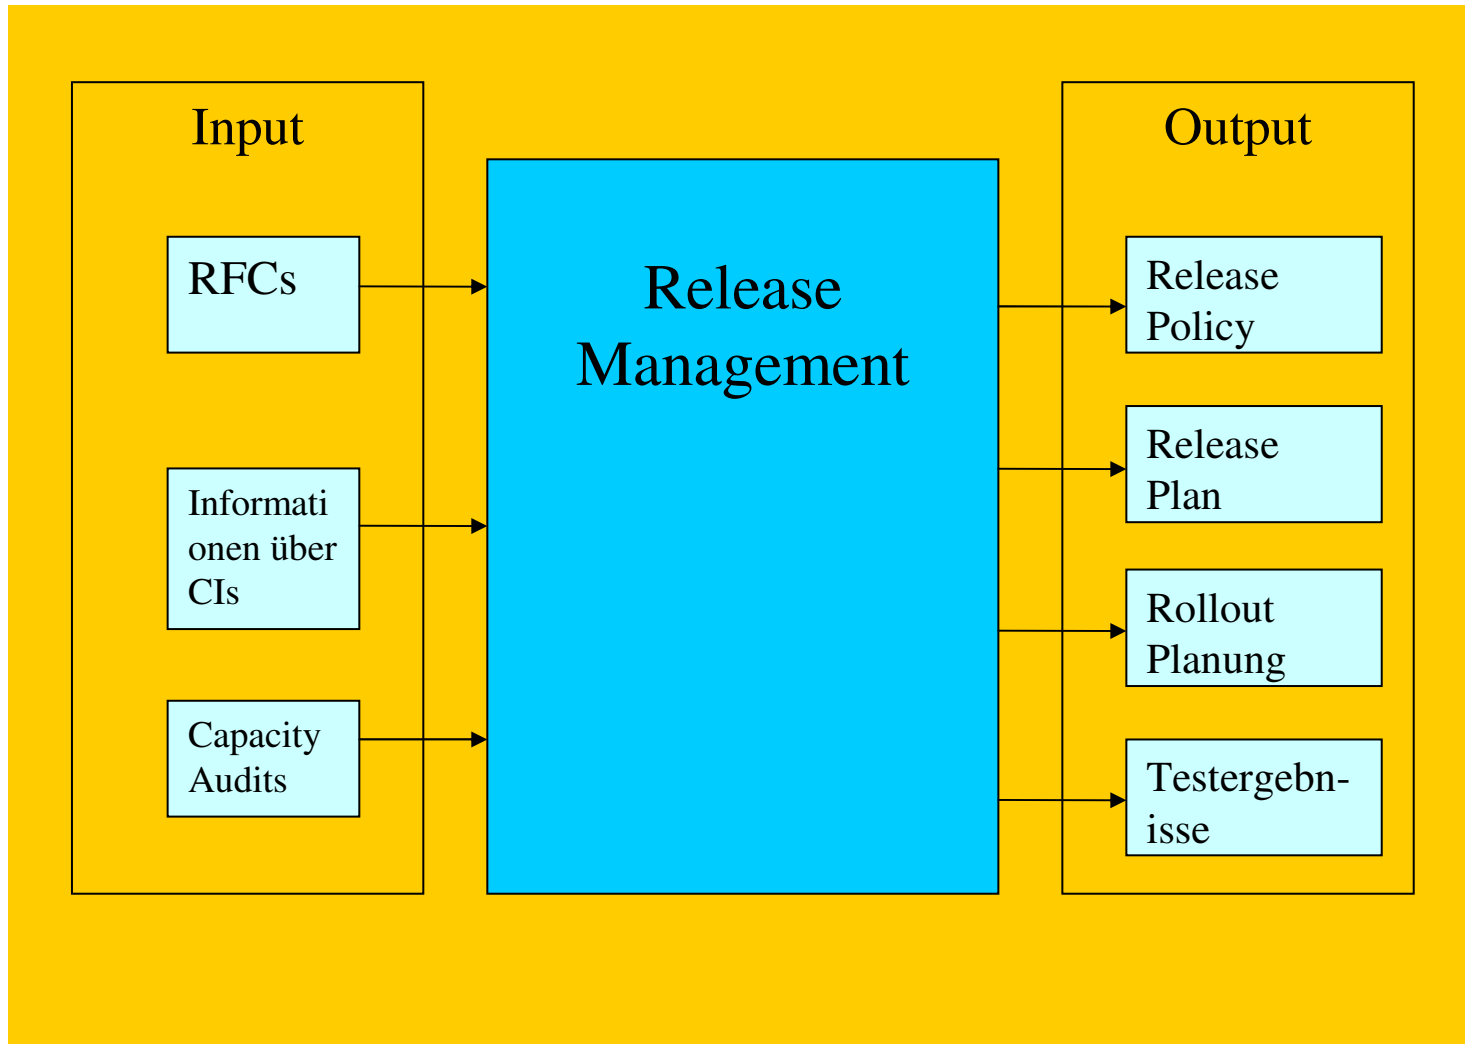 Input
RFCs
Informati
onen über
CIs
Capacity
Audits
Release
Management
Output
Release
Policy
Release
Plan
Rollout
Planung
Testergebn-
isse